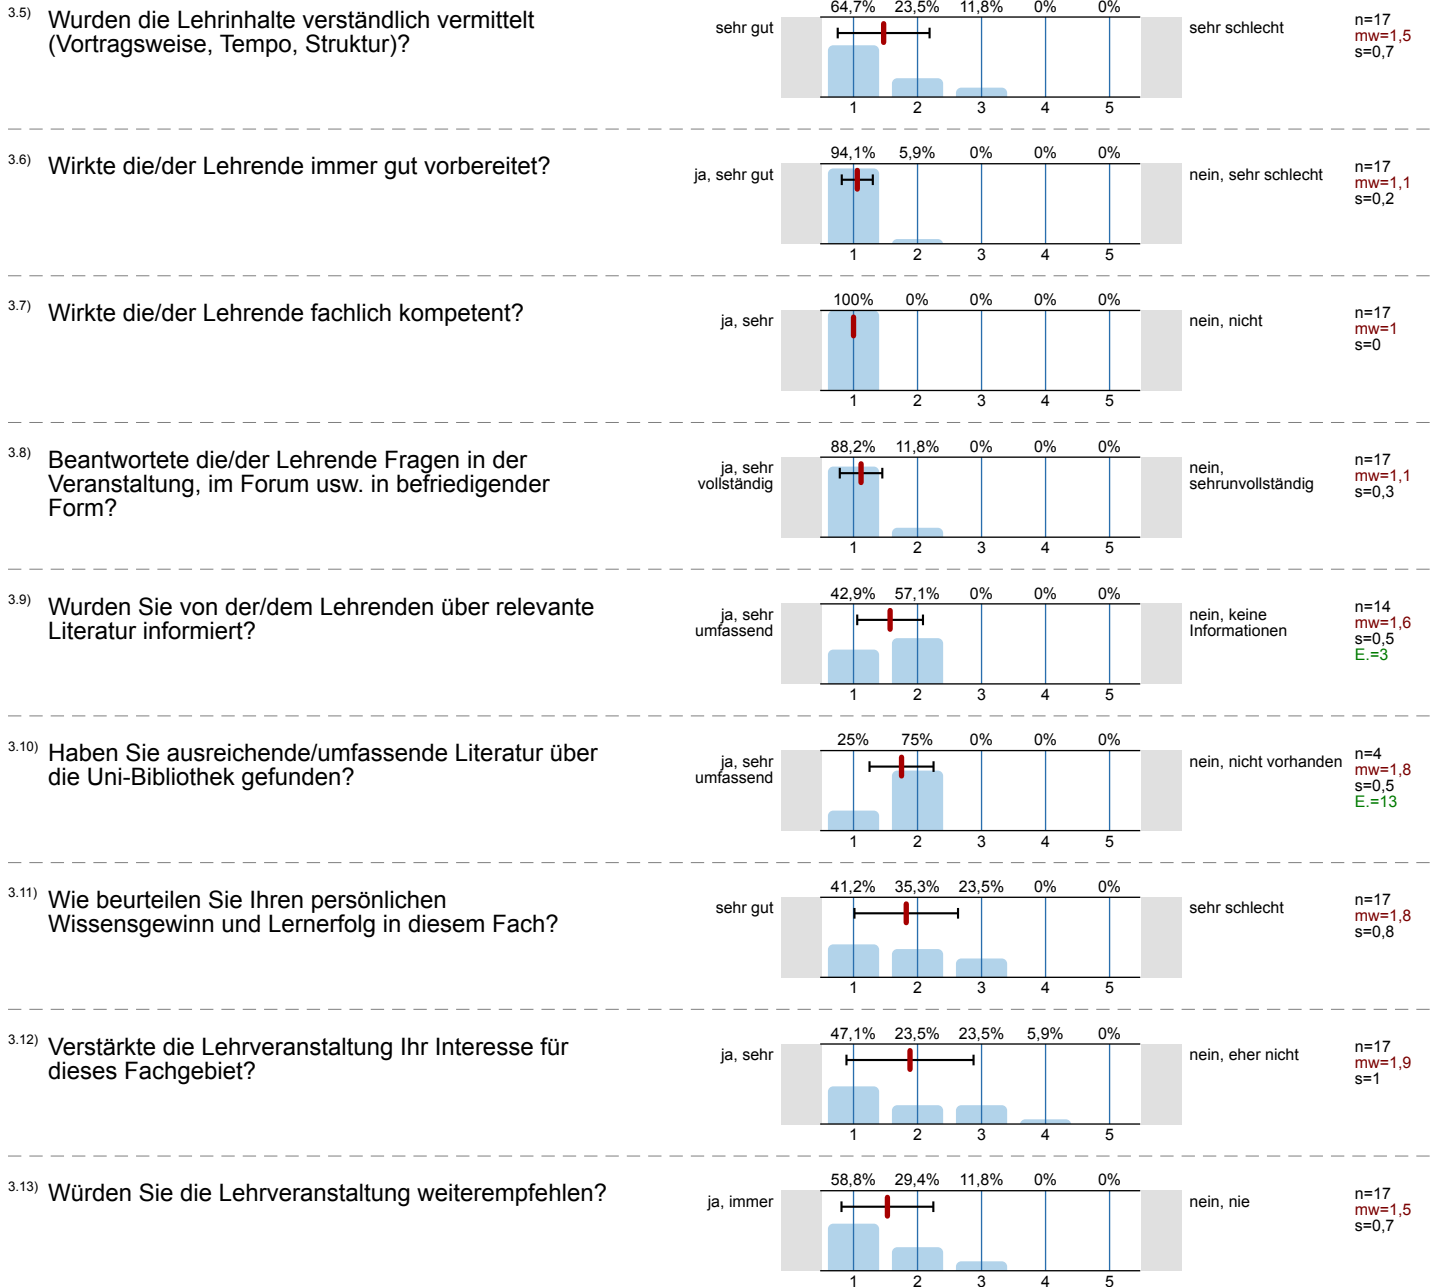 3.5) Wurden die Lehrinhalte verständlich vermittelt
(Vortragsweise, Tempo, Struktur)?
64,7% 23,5% 11,8% 0% 0%
sehr gut
sehr schlecht
n=17
mw=1,5
s=0,7
1 2 3 4 5
3.6) Wirkte die/der Lehrende immer gut vorbereitet?
94,1% 5,9% 0% 0% 0%
ja, sehr gut
nein, sehr schlecht
n=17
mw=1,1
s=0,2
1 2 3 4 5
3.7) Wirkte die/der Lehrende fachlich kompetent?
100% 0% 0% 0% 0%
ja, sehr
nein, nicht
n=17
mw=1
s=0
1 2 3 4 5
3.8) Beantwortete die/der Lehrende Fragen in der
Veranstaltung, im Forum usw. in befriedigender
Form?
88,2% 11,8% 0% 0% 0%
ja, sehr
vollständig
nein,
sehrunvollständig
n=17
mw=1,1
s=0,3
1 2 3 4 5
3.9) Wurden Sie von der/dem Lehrenden über relevante
Literatur informiert?
42,9% 57,1% 0% 0% 0%
ja, sehr
umfassend
nein, keine
Informationen
n=14
mw=1,6
s=0,5
E.=3
1 2 3 4 5
3.10) Haben Sie ausreichende/umfassende Literatur über
die Uni-Bibliothek gefunden?
25% 75% 0% 0% 0%
ja, sehr
umfassend
nein, nicht vorhanden
n=4
mw=1,8
s=0,5
E.=13
1 2 3 4 5
3.11) Wie beurteilen Sie Ihren persönlichen
Wissensgewinn und Lernerfolg in diesem Fach?
41,2% 35,3% 23,5% 0% 0%
sehr gut
sehr schlecht
n=17
mw=1,8
s=0,8
1 2 3 4 5
3.12) Verstärkte die Lehrveranstaltung Ihr Interesse für
dieses Fachgebiet?
47,1% 23,5% 23,5% 5,9% 0%
ja, sehr
nein, eher nicht
n=17
mw=1,9
s=1
1 2 3 4 5
3.13) Würden Sie die Lehrveranstaltung weiterempfehlen?
58,8% 29,4% 11,8% 0% 0%
ja, immer
nein, nie
n=17
mw=1,5
s=0,7
1 2 3 4 5